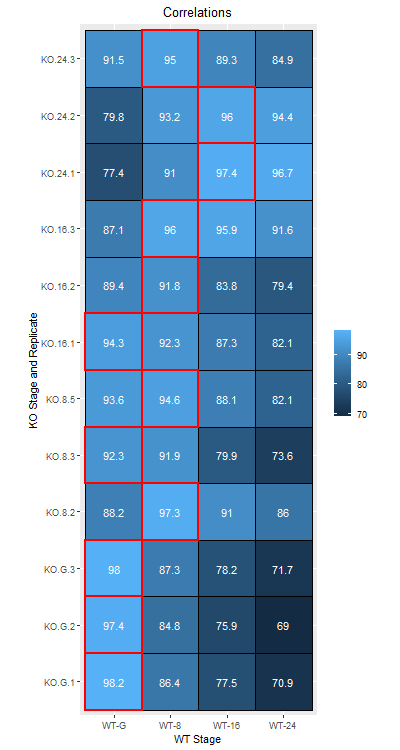 Correlations
KO.24.3 91.5 95 89.3 84.9
KO.24.2 79.8 93.2 96 94.4
KO.24.1 77.4 91 97.4 96.7
KO.16.3 87.1 96 95.9 91.6
KO.16.2 89.4 91.8 83.8 79.4
KO.16.1 94.3 92.3 87.3 82.1
KO.8.5 93.6 94.6 88.1 82.1
KO.8.3 92.3 91.9 79.9 73.6
KO.8.2 88.2 97.3 91 86
KO.G.3 98 87.3 78.2 71.7
KO.G.2 97.4 84.8 75.9 69
KO.G.1 98.2 86.4 77.5 70.9
WT-G WT-8 WT-16 WT-24
WT Stage
KO Stage and Replicate
90
80
70